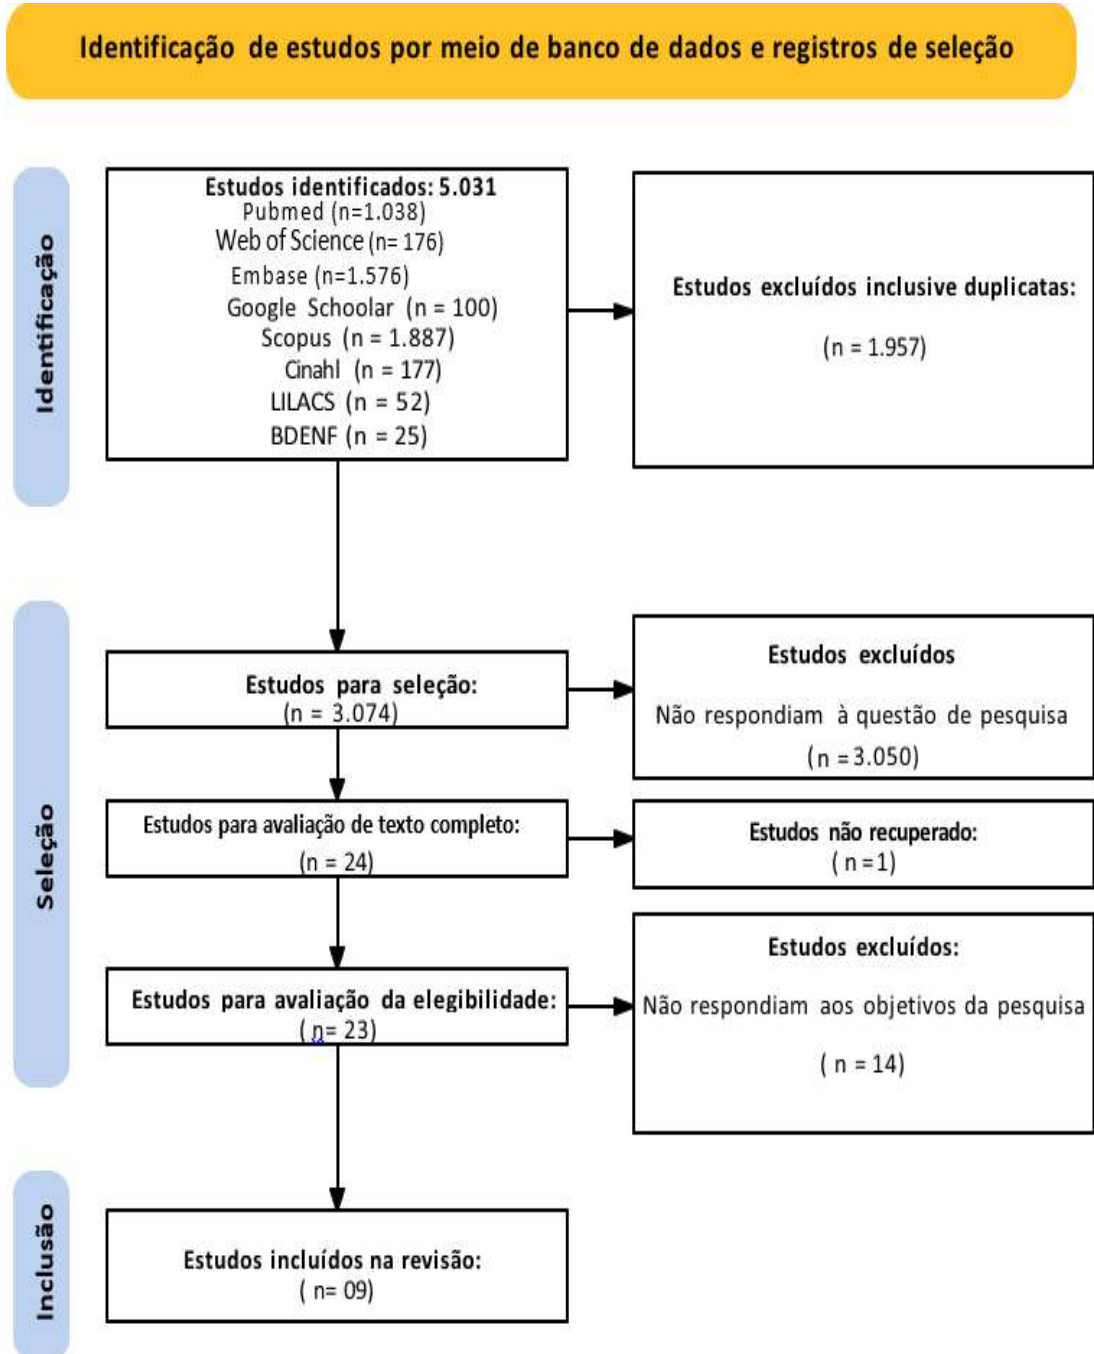 Identificação de estudos por meio de banco de dados e registros de seleção
Identificação
Estudos identificados: 5.031
Pubmed (n=1.038)
Web of Science (n= 176)
Embase (n=1.576)
Google Schoolar (n = 100)
Scopus (n = 1.887)
Cinahl (n = 177)
LILACS (n = 52)
BDENF (n = 25)
Estudos excluídos inclusive duplicatas:
(n = 1.957)
Seleção
Estudos para seleção:
(n = 3.074)
Estudos excluídos
Não respondiam à questão de pesquisa
(n =3.050)
Estudos para avaliação de texto completo:
(n = 24)
Estudos não recuperado:
( n =1)
Estudos para avaliação da elegibilidade:
( n= 23)
Estudos excluídos:
Não respondiam aos objetivos da pesquisa
( n = 14)
Inclusão
Estudos incluídos na revisão:
( n= 09)